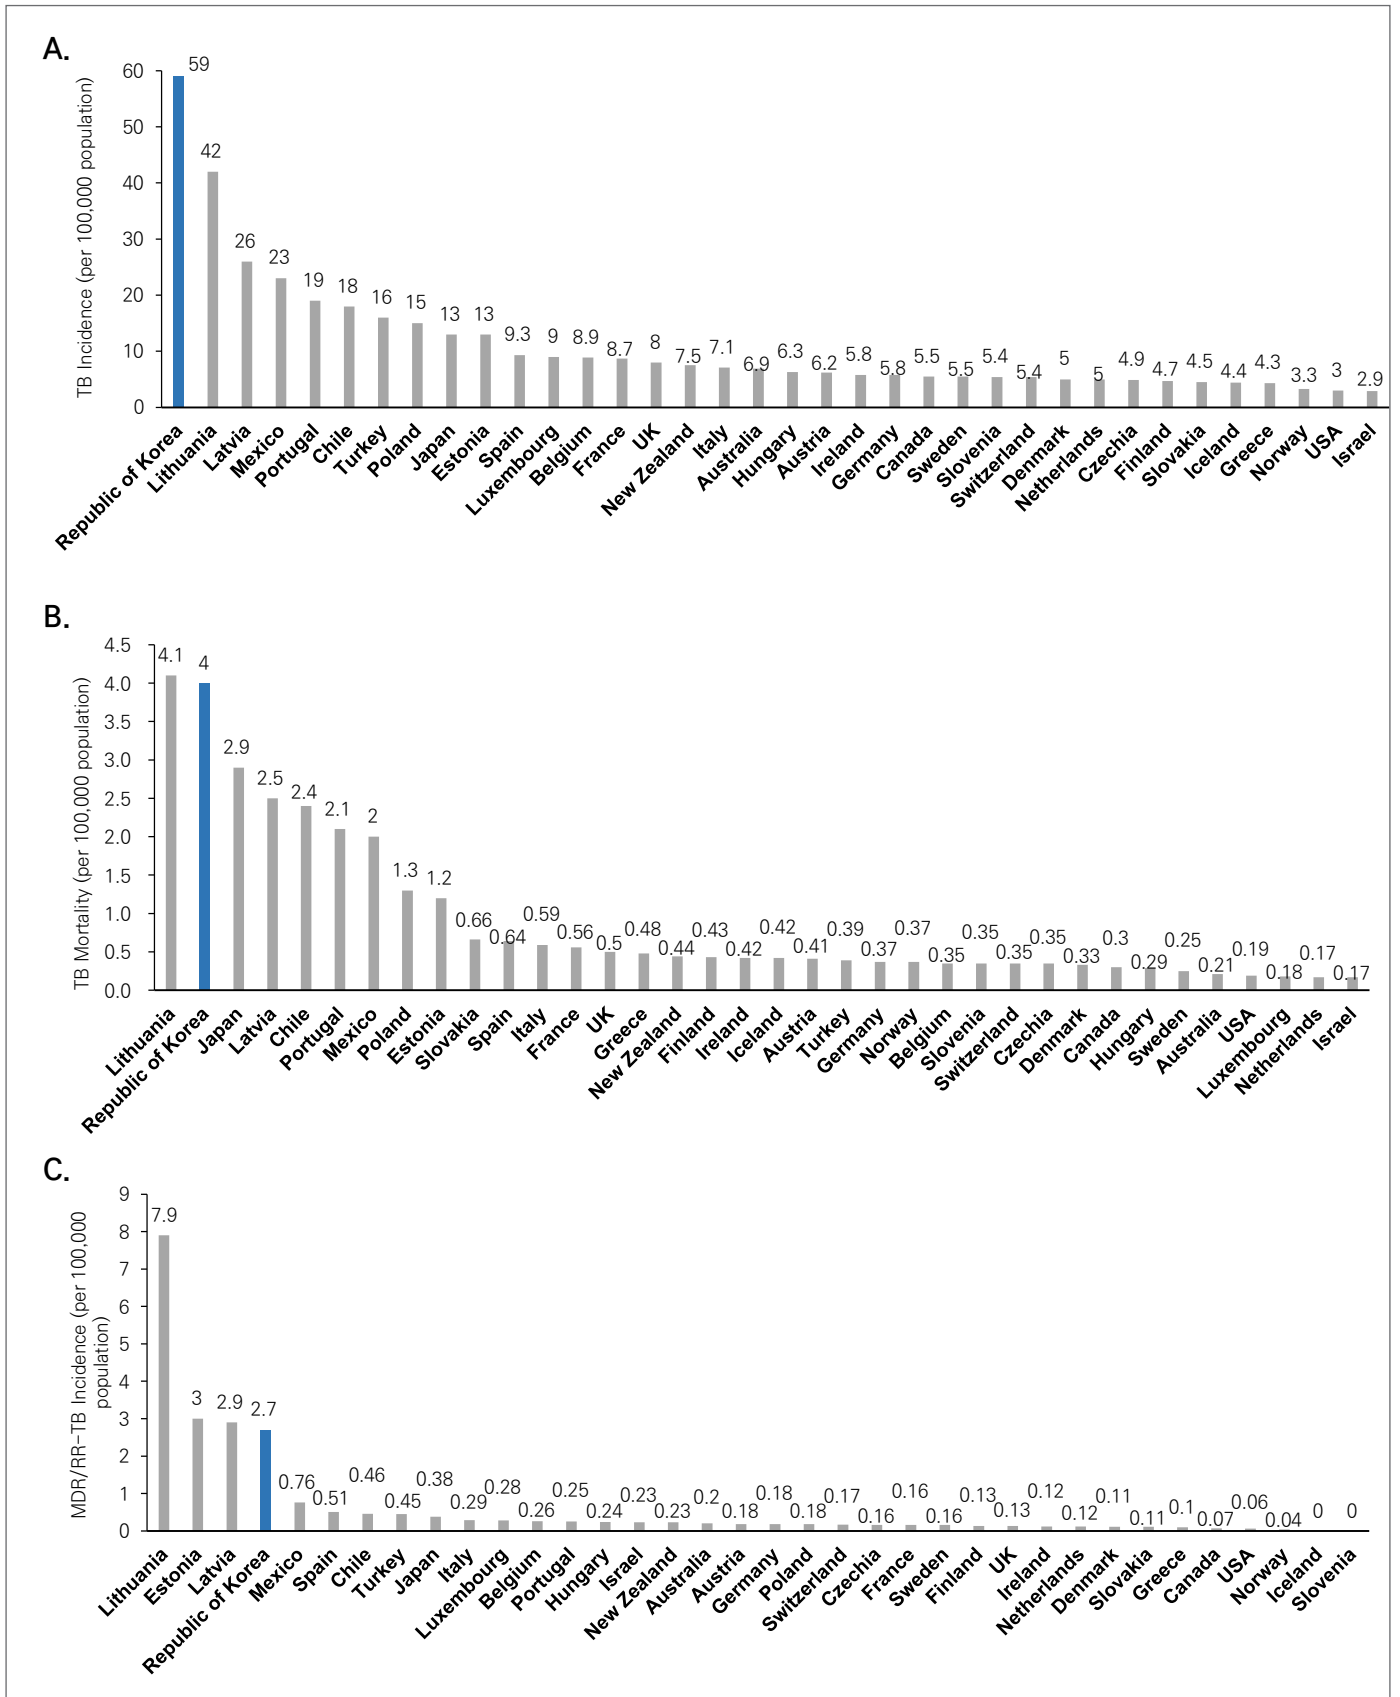 A.
TB Incidence (per 100,000 population)
60
50
40
30
20
10
0
59
42
26
23
19
18
16
15
13
13
9.3
9
8.9
8.7
8
7.5
7.1
6.9
6.3
6.2
5.8
5.8
5.5
5.5
5.4
5.4
5
5
4.9
4.7
4.5
4.4
4.3
3.3
3
2.9
Republic of Korea
Lithuania
Latvia
Mexico
Portugal
Chile
Turkey
Poland
Japan
Estonia
Spain
Luxembourg
Belgium
France
UK
New Zealand
Italy
Australia
Hungary
Austria
Ireland
Germany
Canada
Sweden
Slovenia
Switzerland
Denmark
Netherlands
Czechia
Finland
Slovakia
Iceland
Greece
Norway
USA
Israel
B.
TB Mortality (per 100,000 population)
4.5
4.0
3.5
3.0
2.5
2.0
1.5
1.0
0.5
0.0
4.1
4
2.9
2.5
2.4
2.1
2
1.3
1.2
0.66
0.64
0.59
0.56
0.5
0.48
0.44
0.43
0.42
0.42
0.41
0.39
0.37
0.37
0.35
0.35
0.35
0.35
0.33
0.3
0.29
0.25
0.21
0.19
0.18
0.17
0.17
Lithuania
Republic of Korea
Japan
Latvia
Chile
Portugal
Mexico
Poland
Estonia
Slovakia
Spain
Italy
France
UK
Greece
New Zealand
Finland
Ireland
Iceland
Austria
Turkey
Germany
Norway
Belgium
Slovenia
Switzerland
Czechia
Denmark
Canada
Hungary
Sweden
Australia
USA
Luxembourg
Netherlands
Israel
C.
MDR/RR-TB Incidence (per 100,000
population)
9
8
7
6
5
4
3
2
1
0
7.9
3
2.9
2.7
0.76
0.51
0.46
0.45
0.38
0.29
0.28
0.26
0.25
0.24
0.23
0.23
0.2
0.18
0.18
0.18
0.17
0.16
0.16
0.16
0.13
0.13
0.12
0.12
0.11
0.11
0.1
0.07
0.06
0.04
0
0
Lithuania
Estonia
Latvia
Republic of Korea
Mexico
Spain
Chile
Turkey
Japan
Italy
Luxembourg
Belgium
Portugal
Hungary
Israel
New Zealand
Australia
Austria
Germany
Poland
Switzerland
Czechia
France
Sweden
Finland
UK
Ireland
Netherlands
Denmark
Slovakia
Greece
Canada
USA
Norway
Iceland
Slovenia